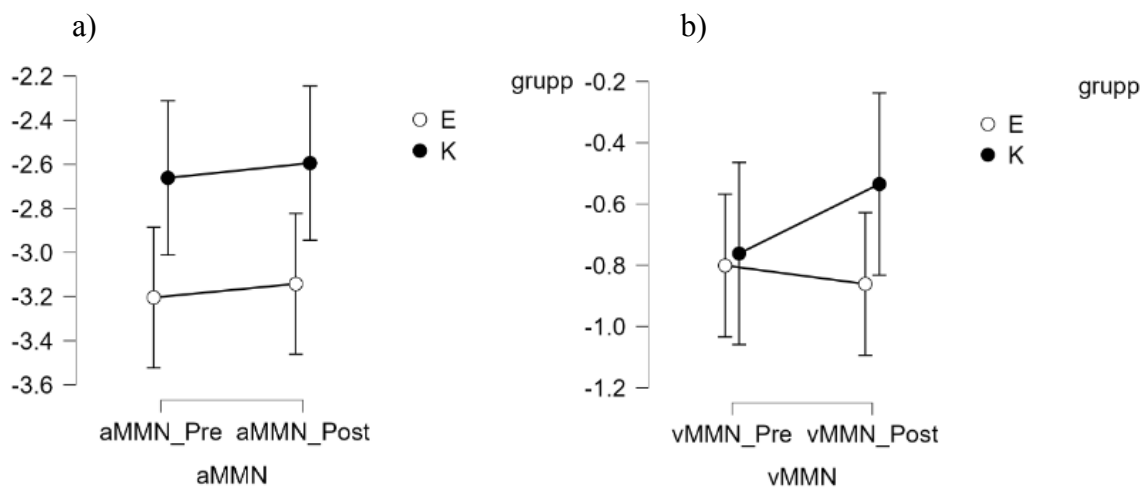 a)
-2.2
-2.4
-2.6
-2.8
-3.0
-3.2
-3.4
-3.6
aMMN_Pre aMMN_Post
aMMN
grupp
E
K
b)
-0.2
-0.4
-0.6
-0.8
-1.0
-1.2
vMMN_Pre vMMN_Post
vMMN
grupp
E
K